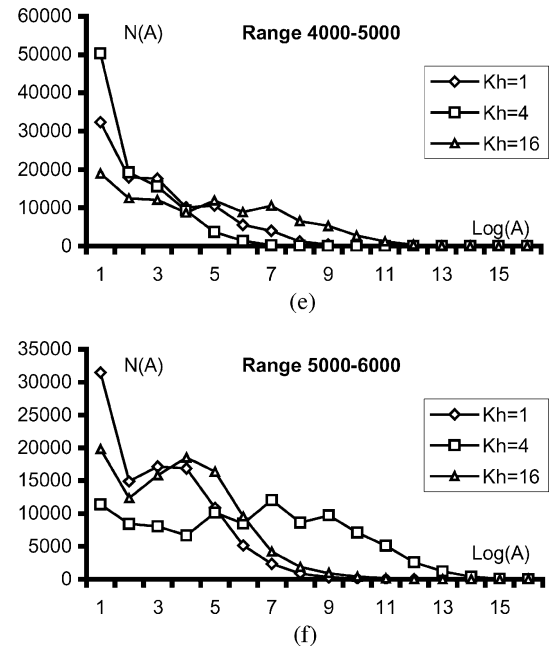 60000 N(A) Range 4000-5000
50000
40000
30000
20000
10000
0
Kh=1
Kh=4
Kh=16
Log(A)
1 3 5 7 9 11 13 15
(e)
35000 N(A) Range 5000-6000
30000
25000
20000
15000
10000
5000
0
Kh=1
Kh=4
Kh=16
Log(A)
1 3 5 7 9 11 13 15
(f)